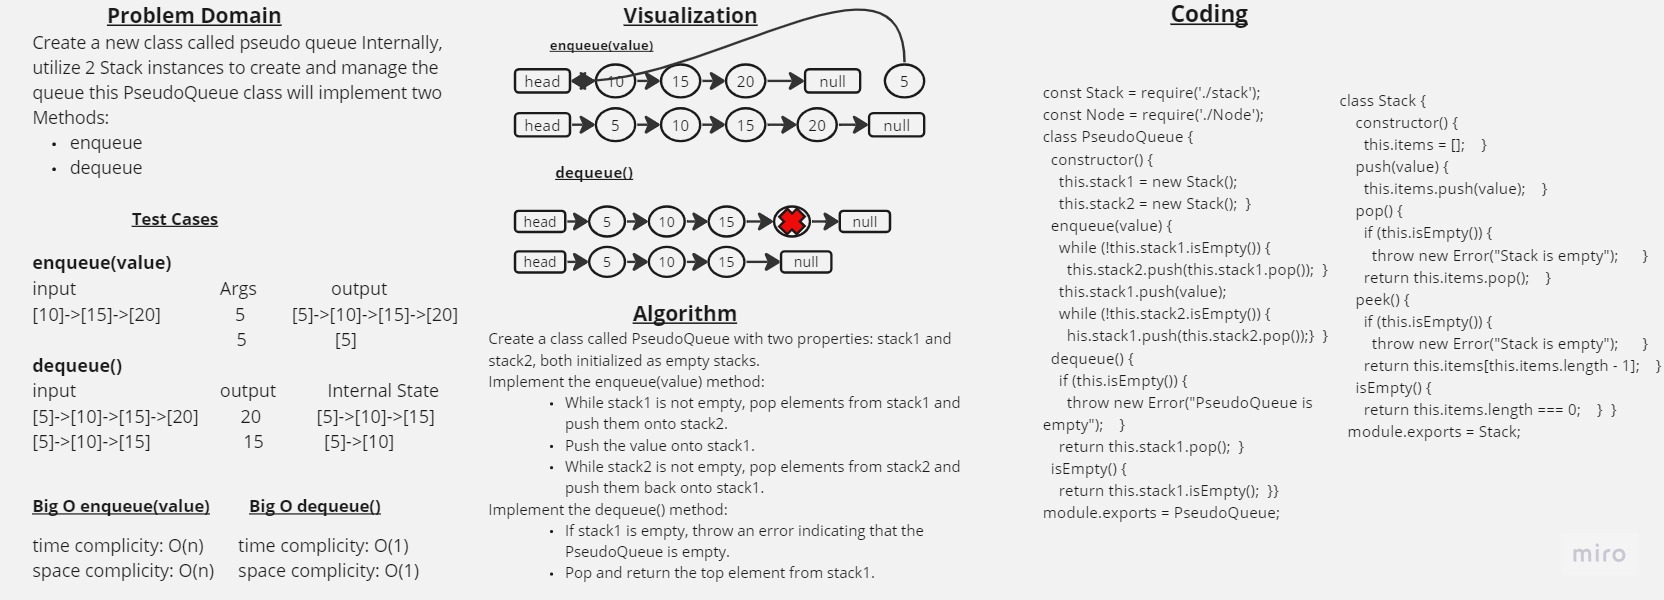 Problem Domain
Create a new class called pseudo queue Internally,
utilize 2 Stack instances to create and manage the
queue this PseudoQueue class will implement two
Methods:
• enqueue
• dequeue
Test Cases
enqueue(value)
input Args output
[10]->[15]->[20] 5 [5]->[10]->[15]->[20]
5 [5]
dequeue()
input output Internal State
[5]->[10]->[15]->[20] 20 [5]->[10]->[15]
[5]->[10]->[15] 15 [5]->[10]
Big O enqueue(value) Big O dequeue()
time complicity: O(n) time complicity: O(1)
space complicity: O(n) space complicity: O(1)
Visualization
enqueue(value)
head 10 15 20 null 5
head 5 10 15 20 null
dequeue()
head 5 10 15 null
head 5 10 15 null
Algorithm
Create a class called PseudoQueue with two properties: stack1 and
stack2, both initialized as empty stacks.
Implement the enqueue(value) method:
• While stack1 is not empty, pop elements from stack1 and
push them onto stack2.
• Push the value onto stack1.
• While stack2 is not empty, pop elements from stack2 and
push them back onto stack1.
Implement the dequeue() method:
• If stack1 is empty, throw an error indicating that the
PseudoQueue is empty.
• Pop and return the top element from stack1.
Coding
const Stack = require('./stack');
const Node = require('./Node');
class PseudoQueue {
constructor() {
this.stack1 = new Stack();
this.stack2 = new Stack(); }
enqueue(value) {
while (!this.stack1.isEmpty()) {
this.stack2.push(this.stack1.pop()); }
this.stack1.push(value);
while (!this.stack2.isEmpty()) {
his.stack1.push(this.stack2.pop());} }
dequeue() {
if (this.isEmpty()) {
throw new Error("PseudoQueue is
empty"); }
return this.stack1.pop(); }
isEmpty() {
return this.stack1.isEmpty(); }}
module.exports = PseudoQueue;
class Stack {
constructor() {
this.items = []; }
push(value) {
this.items.push(value); }
pop() {
if (this.isEmpty()) {
throw new Error("Stack is empty"); }
return this.items.pop(); }
peek() {
if (this.isEmpty()) {
throw new Error("Stack is empty"); }
return this.items[this.items.length - 1]; }
isEmpty() {
return this.items.length === 0; } }
module.exports = Stack;
miro